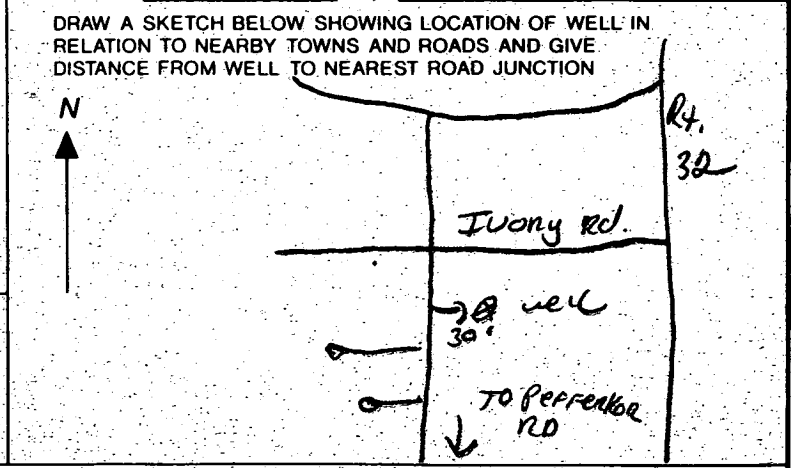 DRAW A SKETCH BELOW SHOWING LOCATION OF WELL IN
RELATION TO NEARBY TOWNS AND ROADS AND GIVE
DISTANCE FROM WELL TO NEAREST ROAD JUNCTION
N
Rt.
32
Ivory Rd.
well
30'
TO Pefferkor
RD